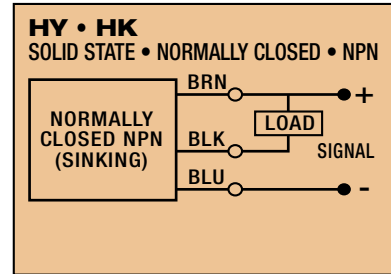 HY • HK
SOLID STATE • NORMALLY CLOSED • NPN
BRN
+
NORMALLY
CLOSED NPN
(SINKING)
LOAD
BLK
SIGNAL
BLU
-